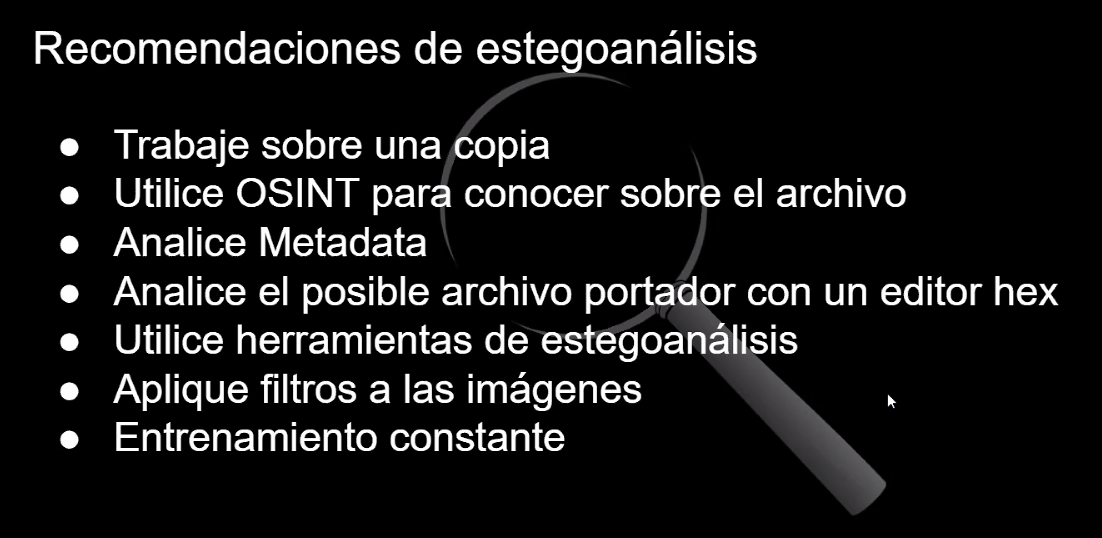 Recomendaciones de estegoanálisis
● Trabaje sobre una copia
● Utilice OSINT para conocer sobre el archivo
● Analice Metadata
● Analice el posible archivo portador con un editor hex
● Utilice herramientas de estegoanálisis
● Aplique filtros a las imágenes
● Entrenamiento constante